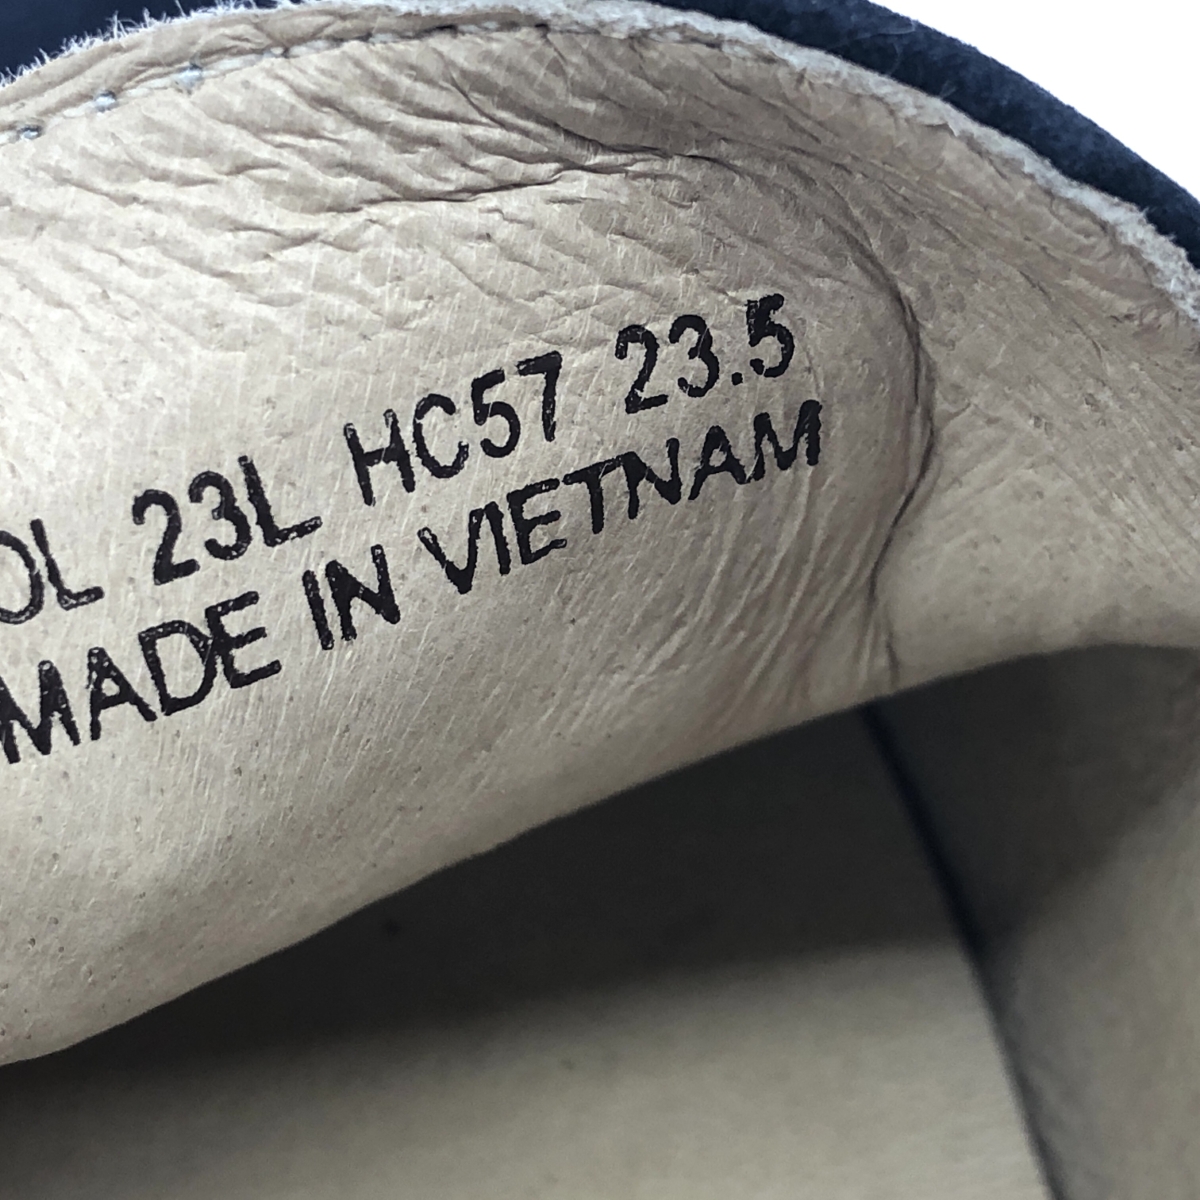 OL 23L HC57 23.5
MADE IN VIETNAM